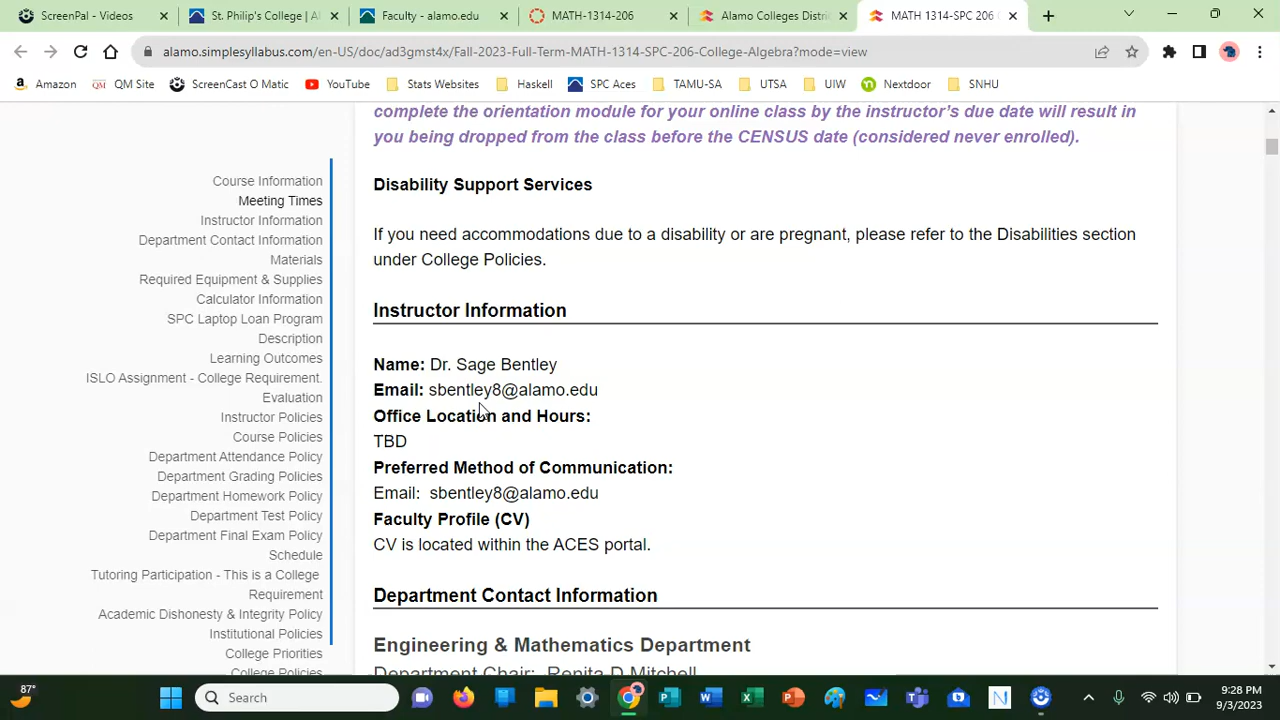 ScreenPal - Videos
St. Philip's College | Al
Faculty - alamo.edu
MATH-1314-206
Alamo Colleges Distri
MATH 1314-SPC 206
alamo.simplesyllabus.com/en-US/doc/ad3gmst4x/Fall-2023-Full-Term-MATH-1314-SPC-206-College-Algebra?mode=view
Amazon
QM Site
ScreenCast O Matic
YouTube
Stats Websites
Haskell
SPC Aces
TAMU-SA
UTSA
UIW
Nextdoor
SNHU
Course Information
Meeting Times
Instructor Information
Department Contact Information
Materials
Required Equipment & Supplies
Calculator Information
SPC Laptop Loan Program
Description
Learning Outcomes
ISLO Assignment - College Requirement.
Evaluation
Instructor Policies
Course Policies
Department Attendance Policy
Department Grading Policies
Department Homework Policy
Department Test Policy
Department Final Exam Policy
Schedule
Tutoring Participation - This is a College
Requirement
Academic Dishonesty & Integrity Policy
Institutional Policies
College Priorities
College Policies
complete the orientation module for your online class by the instructor's due date will result in
you being dropped from the class before the CENSUS date (considered never enrolled).
Disability Support Services
If you need accommodations due to a disability or are pregnant, please refer to the Disabilities section
under College Policies.
Instructor Information
Name: Dr. Sage Bentley
Email: sbentley8@alamo.edu
Office Location and Hours:
TBD
Preferred Method of Communication:
Email: sbentley8@alamo.edu
Faculty Profile (CV)
CV is located within the ACES portal.
Department Contact Information
Engineering & Mathematics Department
Department Chair: Renita D Mitchell
87°
Search
9:28 PM
9/3/2023